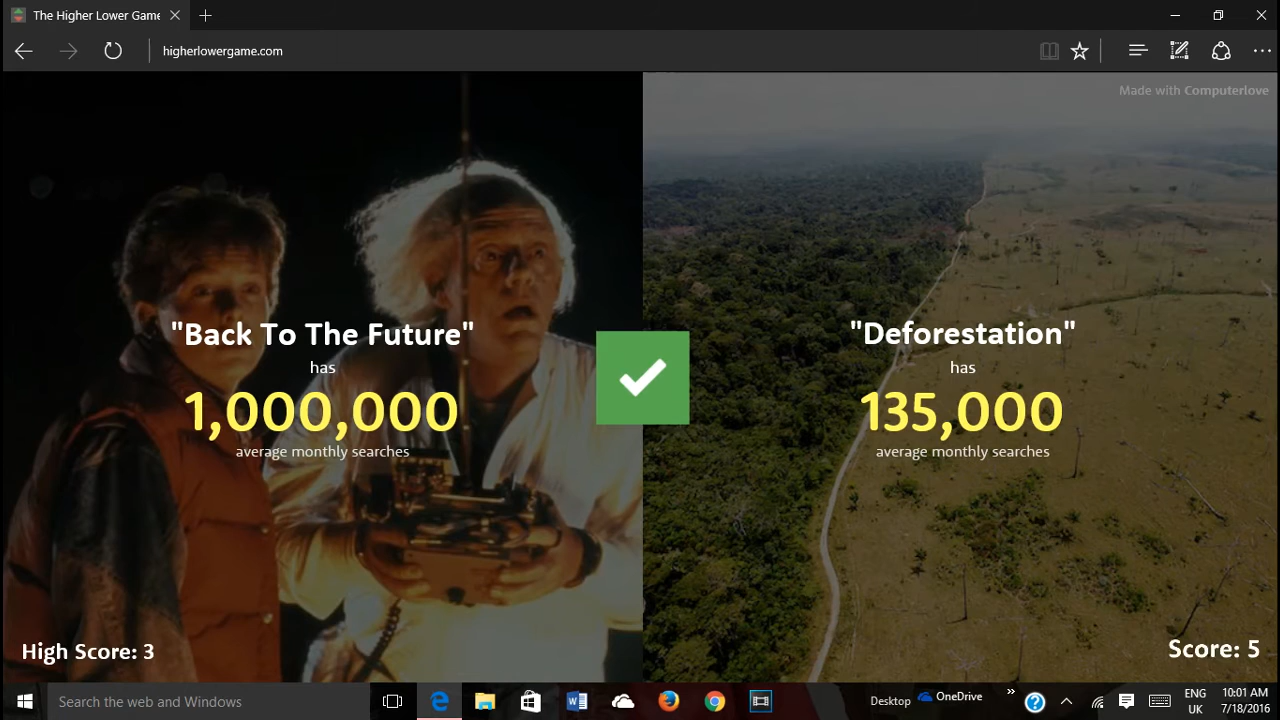 The Higher Lower Game
higherlowergame.com
Made with Computerlove
"Back To The Future"
has
1,000,000
average monthly searches
"Deforestation"
has
135,000
average monthly searches
High Score: 3
Score: 5
Search the web and Windows
Desktop
OneDrive
ENG
UK
10:01 AM
7/18/2016